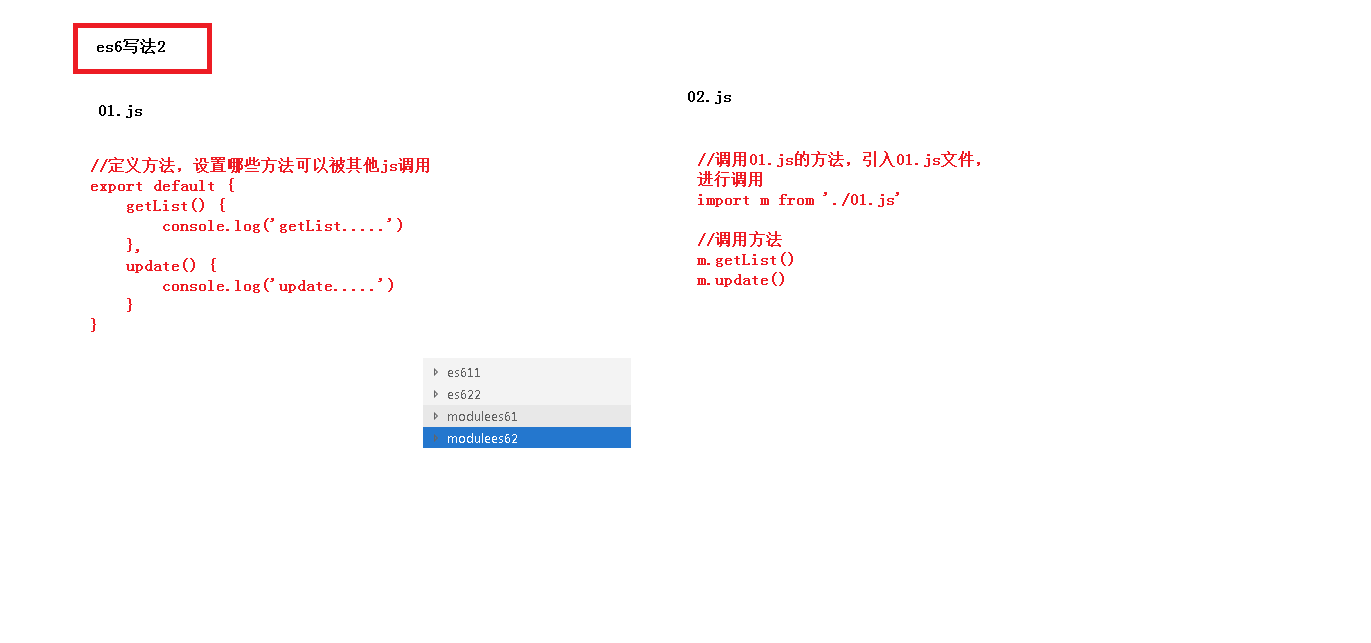 es6写法2
01.js
//定义方法，设置哪些方法可以被其他js调用
export default {
    getList() {
        console.log('getList.....')
    },
    update() {
        console.log('update.....')
    }
}
02.js
//调用01.js的方法，引入01.js文件，
进行调用
import m from './01.js'
//调用方法
m.getList()
m.update()
es611
es622
modulees61
modulees62